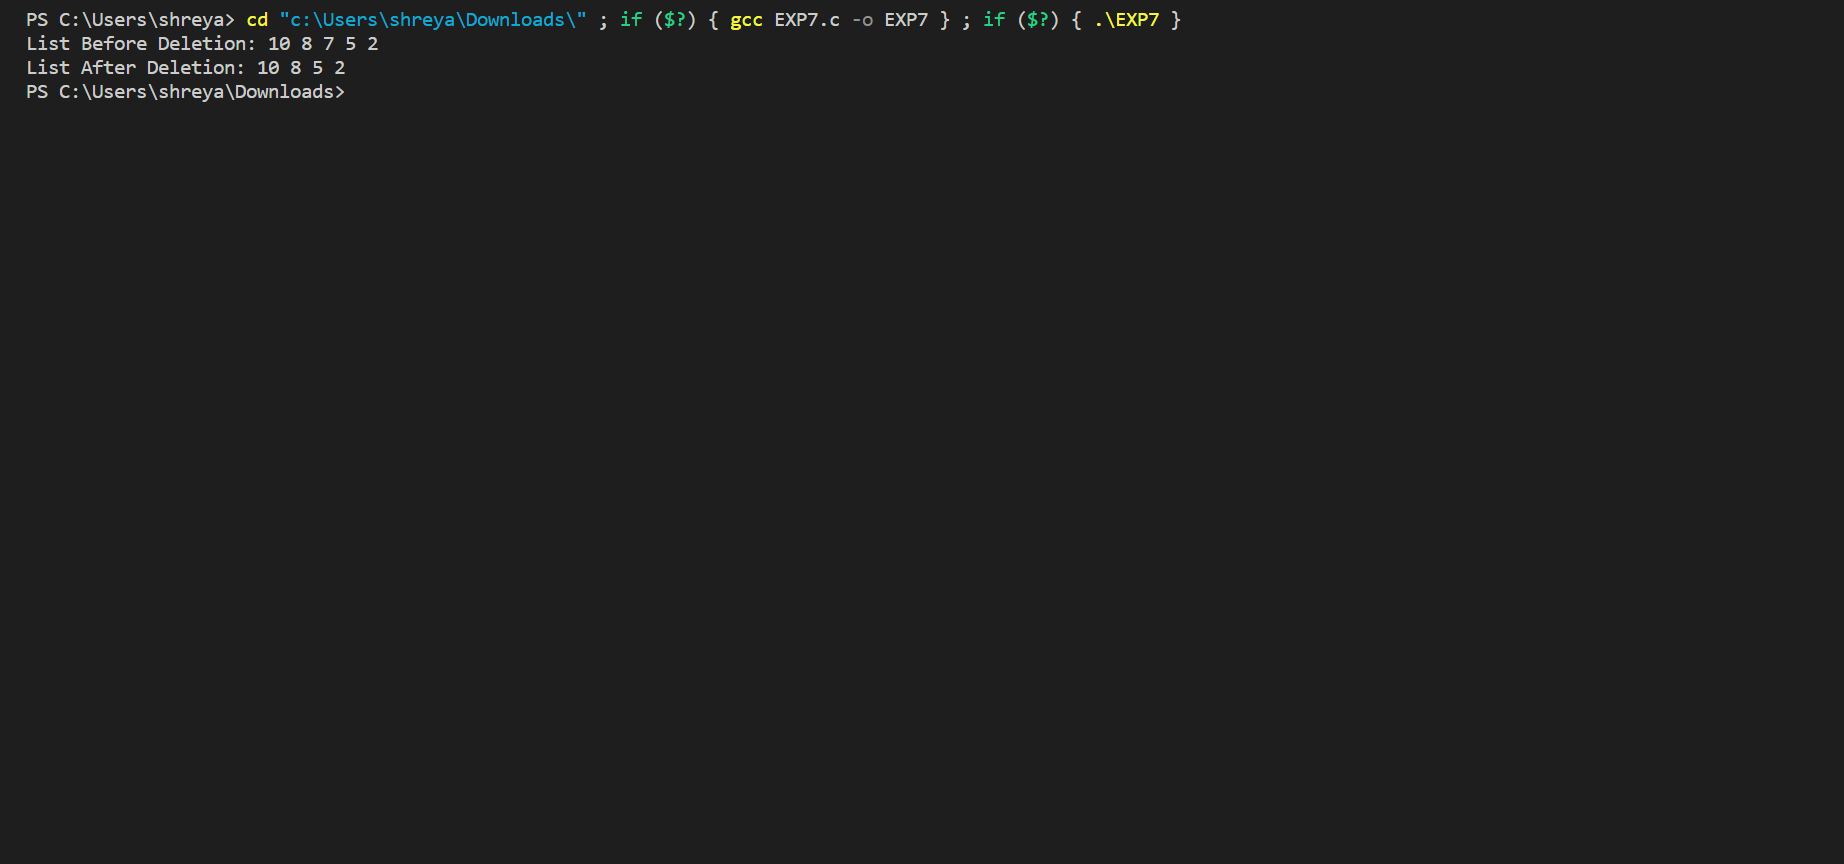 PS C:\Users\shreya> cd "c:\Users\shreya\Downloads\" ; if ($?) { gcc EXP7.c -o EXP7 } ; if ($?) { .\EXP7 }
List Before Deletion: 10 8 7 5 2
List After Deletion: 10 8 5 2
PS C:\Users\shreya\Downloads>